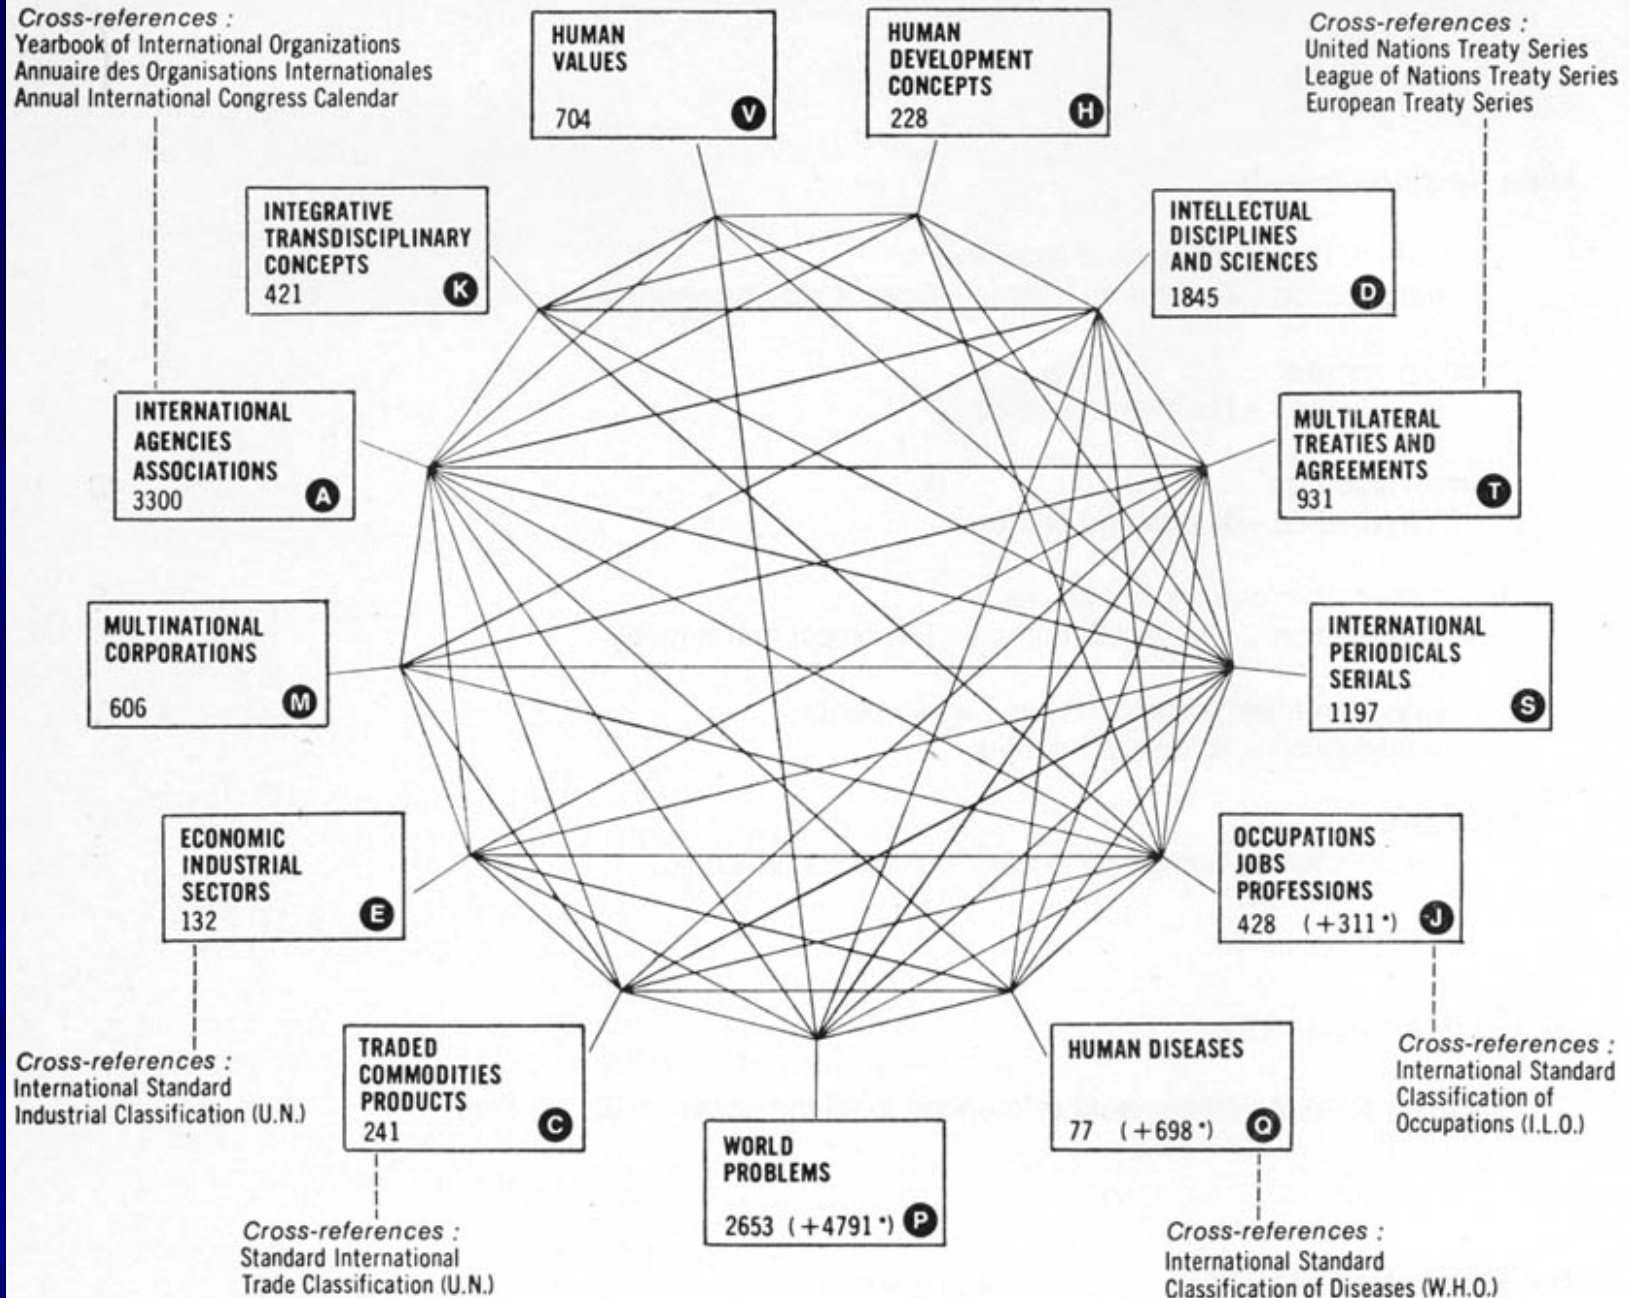 Cross-references :
Yearbook of International Organizations
Annuaire des Organisations Internationales
Annual International Congress Calendar
HUMAN
VALUES
704 V
HUMAN
DEVELOPMENT
CONCEPTS
228 H
Cross-references :
United Nations Treaty Series
League of Nations Treaty Series
European Treaty Series
INTEGRATIVE
TRANSDISCIPLINARY
CONCEPTS
421 K
INTELLECTUAL
DISCIPLINES
AND SCIENCES
1845 D
INTERNATIONAL
AGENCIES
ASSOCIATIONS
3300 A
MULTILATERAL
TREATIES AND
AGREEMENTS
931 T
MULTINATIONAL
CORPORATIONS
606 M
INTERNATIONAL
PERIODICALS
SERIALS
1197 S
ECONOMIC
INDUSTRIAL
SECTORS
132 E
OCCUPATIONS
JOBS
PROFESSIONS
428 (+311*) J
Cross-references :
International Standard
Industrial Classification (U.N.)
TRADED
COMMODITIES
PRODUCTS
241 C
WORLD
PROBLEMS
2653 (+4791*) P
HUMAN DISEASES
77 (+698*) Q
Cross-references :
International Standard
Classification of
Occupations (I.L.O.)
Cross-references :
Standard International
Trade Classification (U.N.)
Cross-references :
International Standard
Classification of Diseases (W.H.O.)